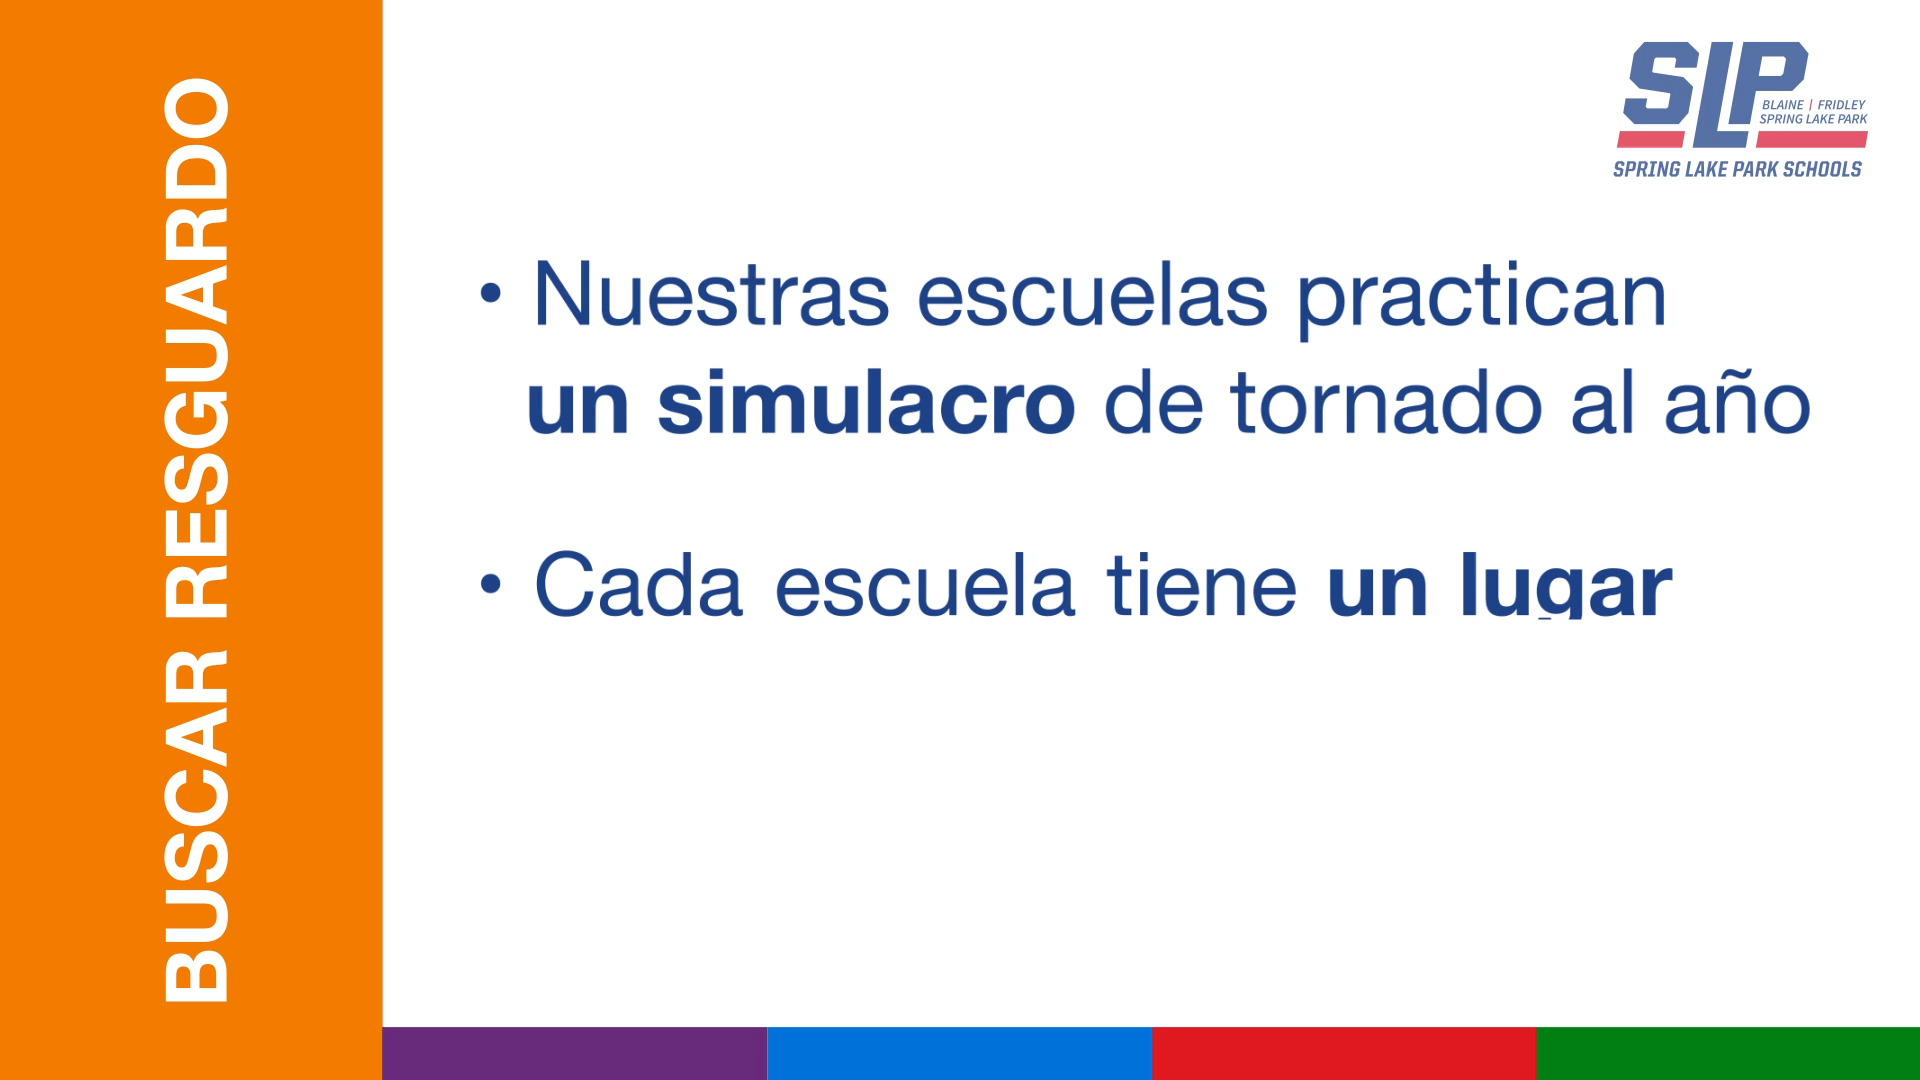 BUSCAR RESGUARDO
SLP
BLAINE | FRIDLEY
SPRING LAKE PARK
SPRING LAKE PARK SCHOOLS
• Nuestras escuelas practican
un simulacro de tornado al año
• Cada escuela tiene un lugar